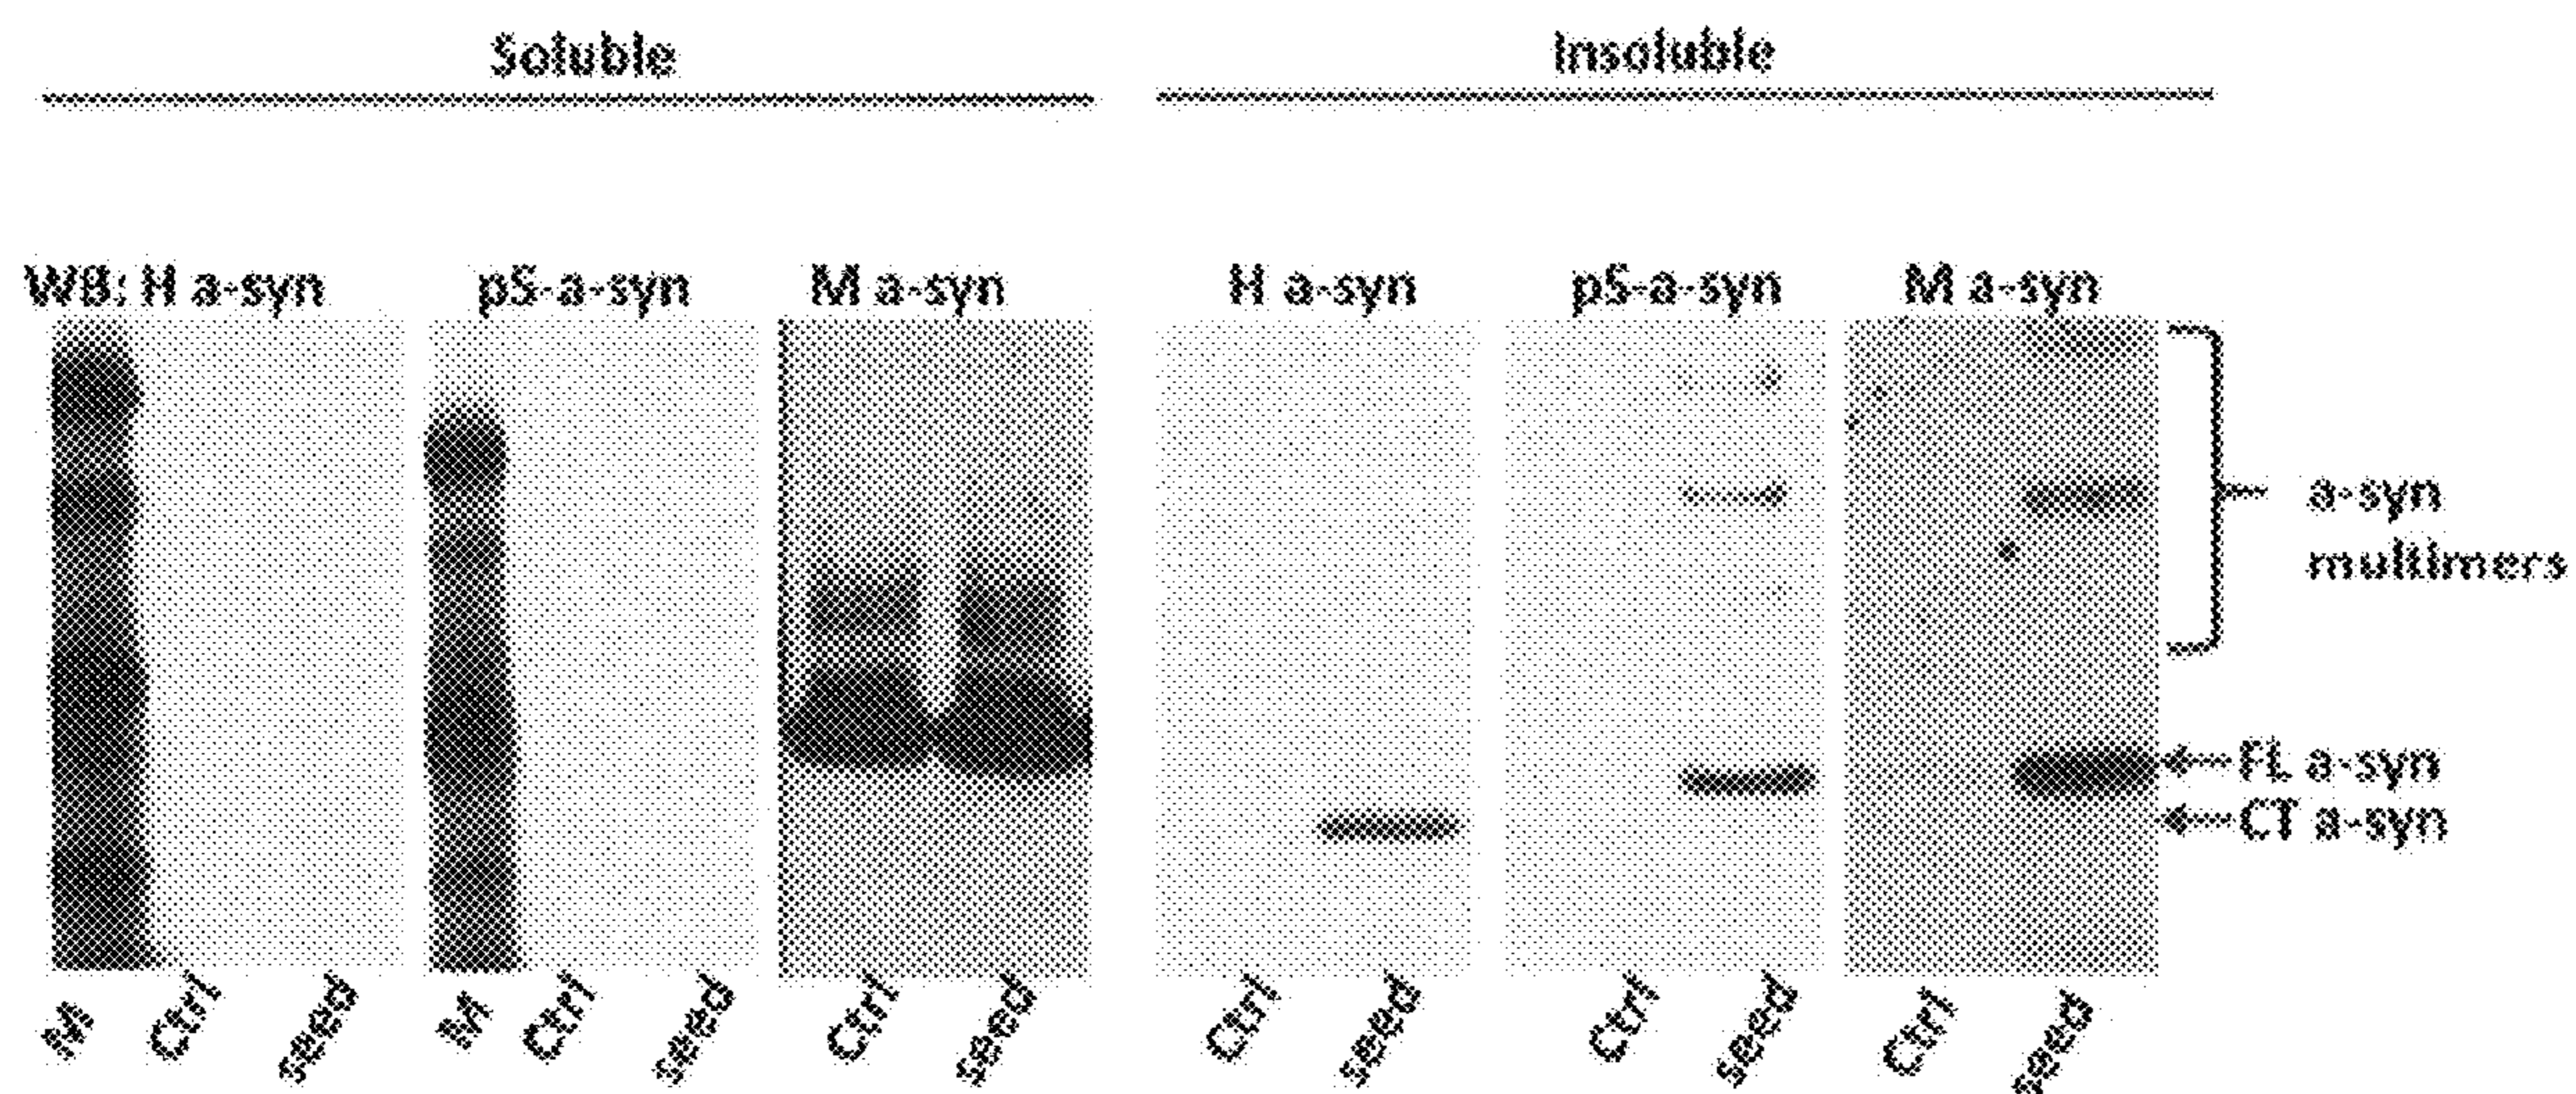 Soluble Insoluble
WB: H a-syn pS-a-syn M a-syn H a-syn pS-a-syn M a-syn
a-syn
multimers
FL a-syn
CT a-syn
M Ctrl seed M Ctrl seed Ctrl seed Ctrl seed Ctrl seed Ctrl seed